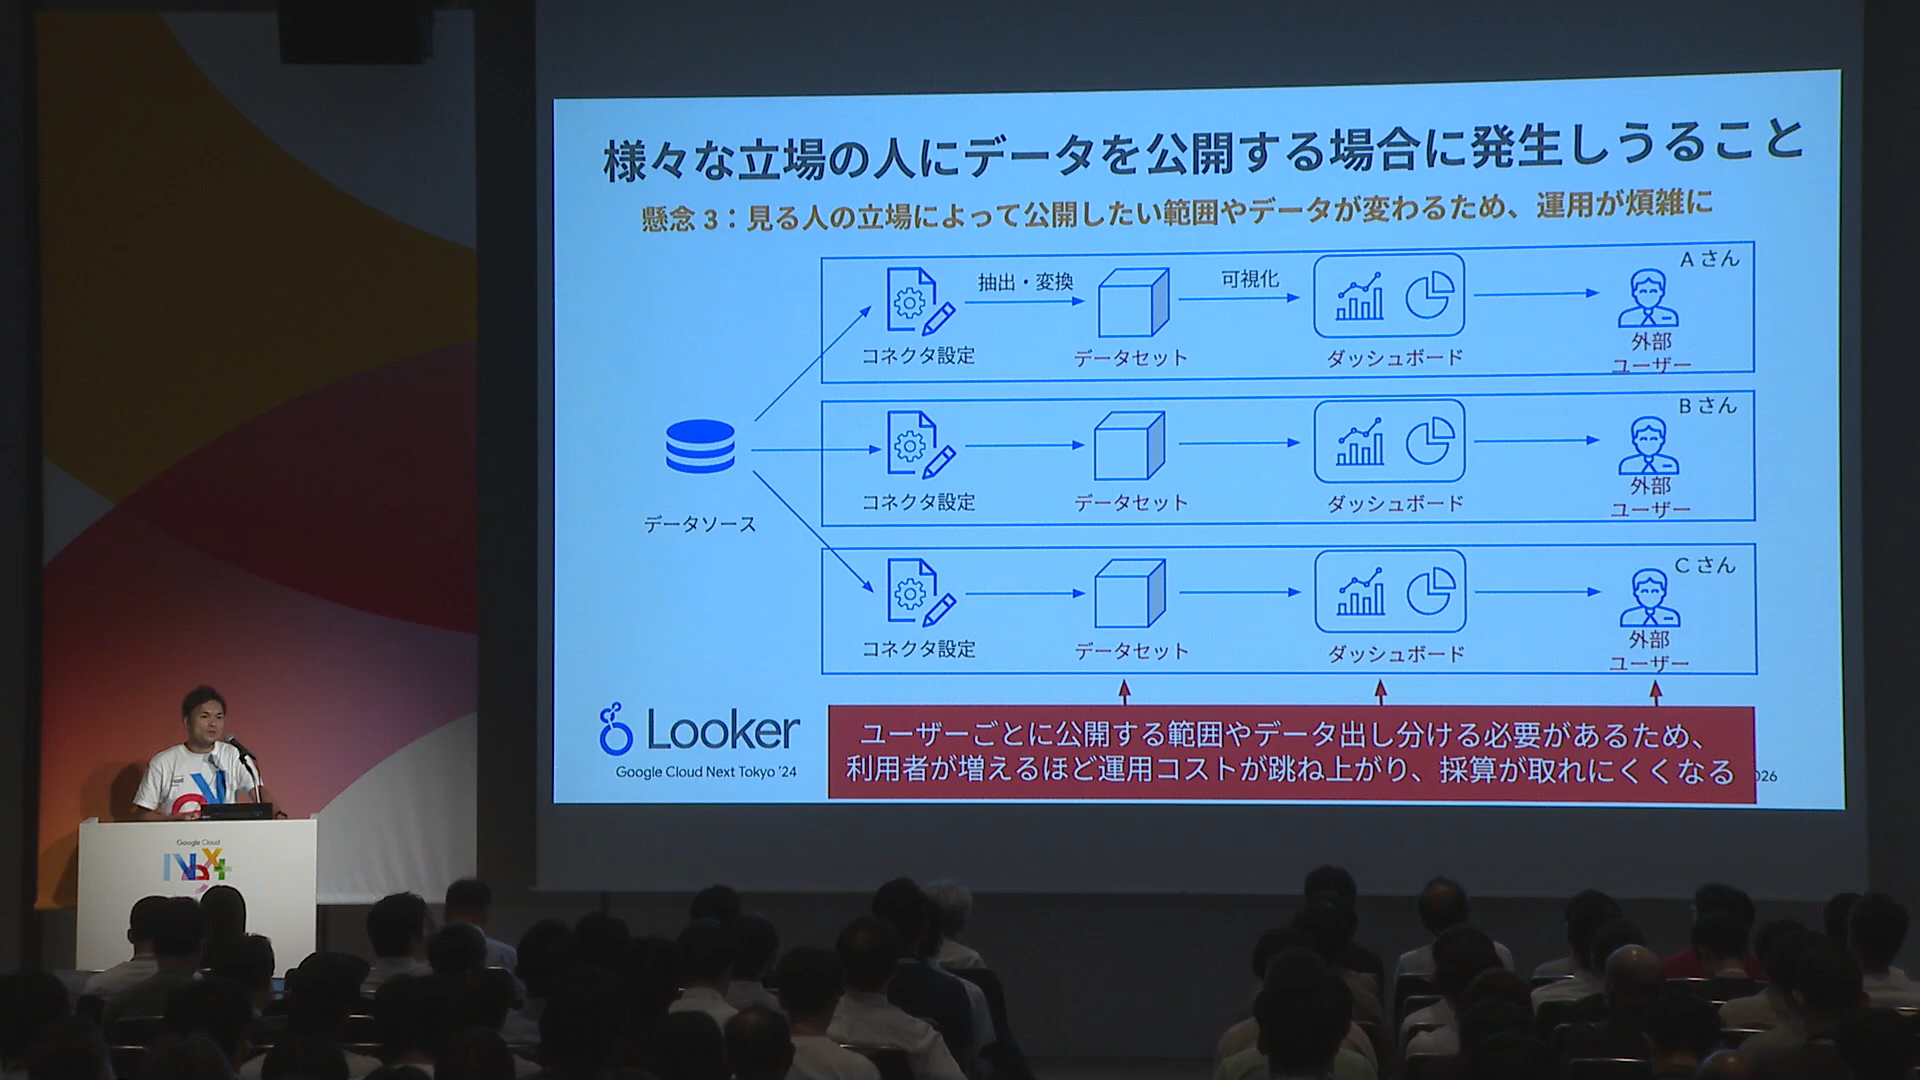 様々な立場の人にデータを公開する場合に発生しうること
懸念 3：見る人の立場によって公開したい範囲やデータが変わるため、運用が煩雑に
A さん
抽出・変換
可視化
コネクタ設定
データセット
ダッシュボード
外部
ユーザー
B さん
コネクタ設定
データセット
ダッシュボード
外部
ユーザー
データソース
C さん
コネクタ設定
データセット
ダッシュボード
外部
ユーザー
Looker
Google Cloud Next Tokyo '24
ユーザーごとに公開する範囲やデータ出し分ける必要があるため、
利用者が増えるほど運用コストが跳ね上がり、採算が取れにくくなる
026
Google Cloud
Next